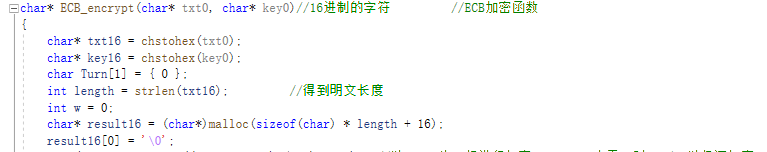 char* ECB_encrypt(char* txt0, char* key0)//16进制的字符 //ECB加密函数
{
char* txt16 = chstohex(txt0);
char* key16 = chstohex(key0);
char Turn[1] = { 0 };
int length = strlen(txt16); //得到明文长度
int w = 0;
char* result16 = (char*)malloc(sizeof(char) * length + 16);
result16[0] = '\0';